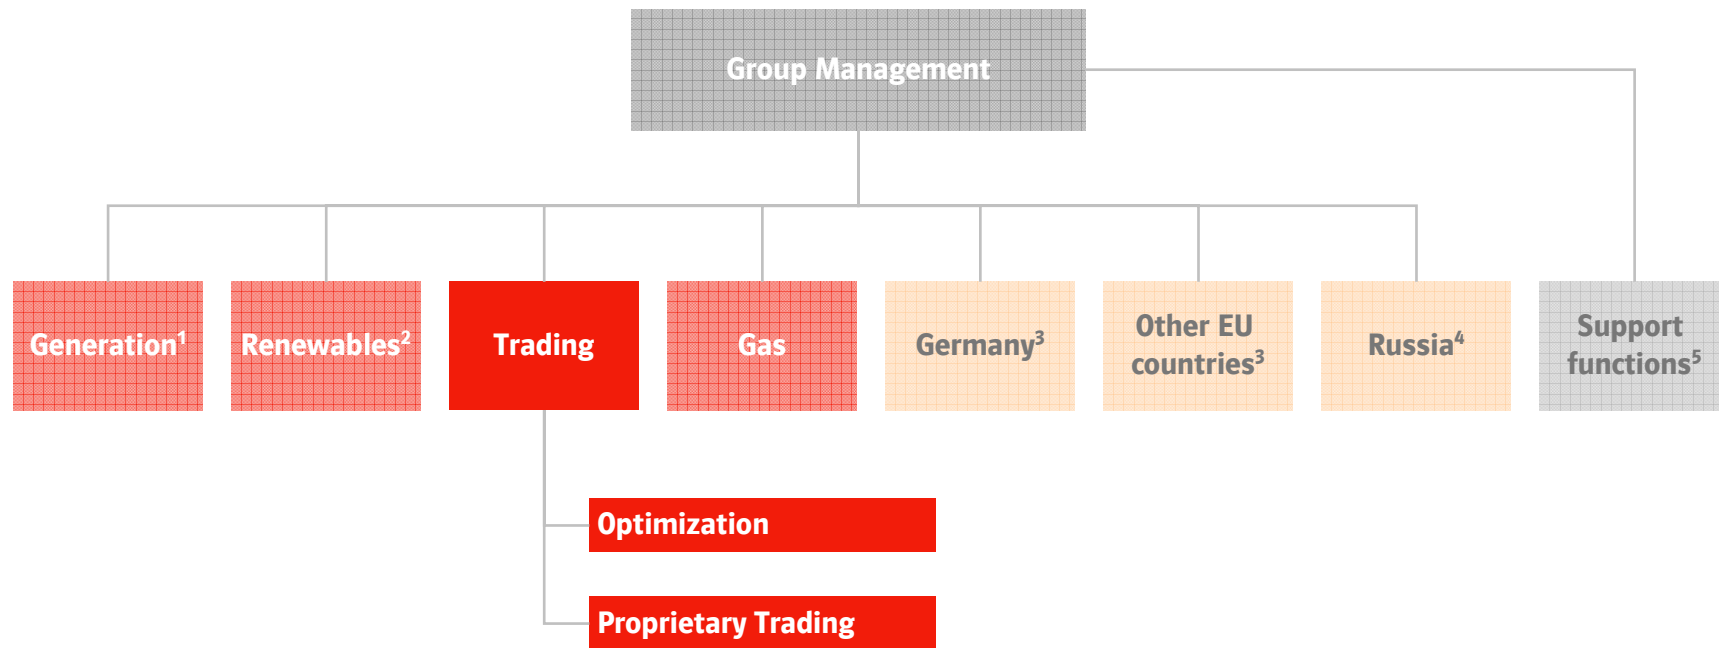 Group Management
Generation¹
Renewables²
Trading
Gas
Germany³
Other EU
countries³
Russia⁴
Support
functions⁵
Optimization
Proprietary Trading